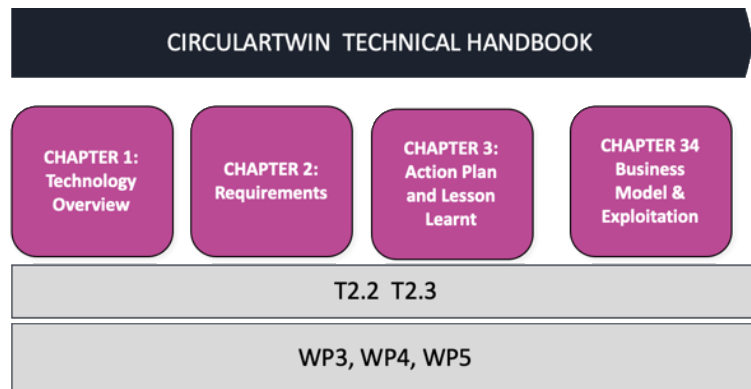 CIRCULARTWIN TECHNICAL HANDBOOK
CHAPTER 1:
Technology
Overview
CHAPTER 2:
Requirements
CHAPTER 3:
Action Plan
and Lesson
Learnt
CHAPTER 34
Business
Model &
Exploitation
T2.2 T2.3
WP3, WP4, WP5